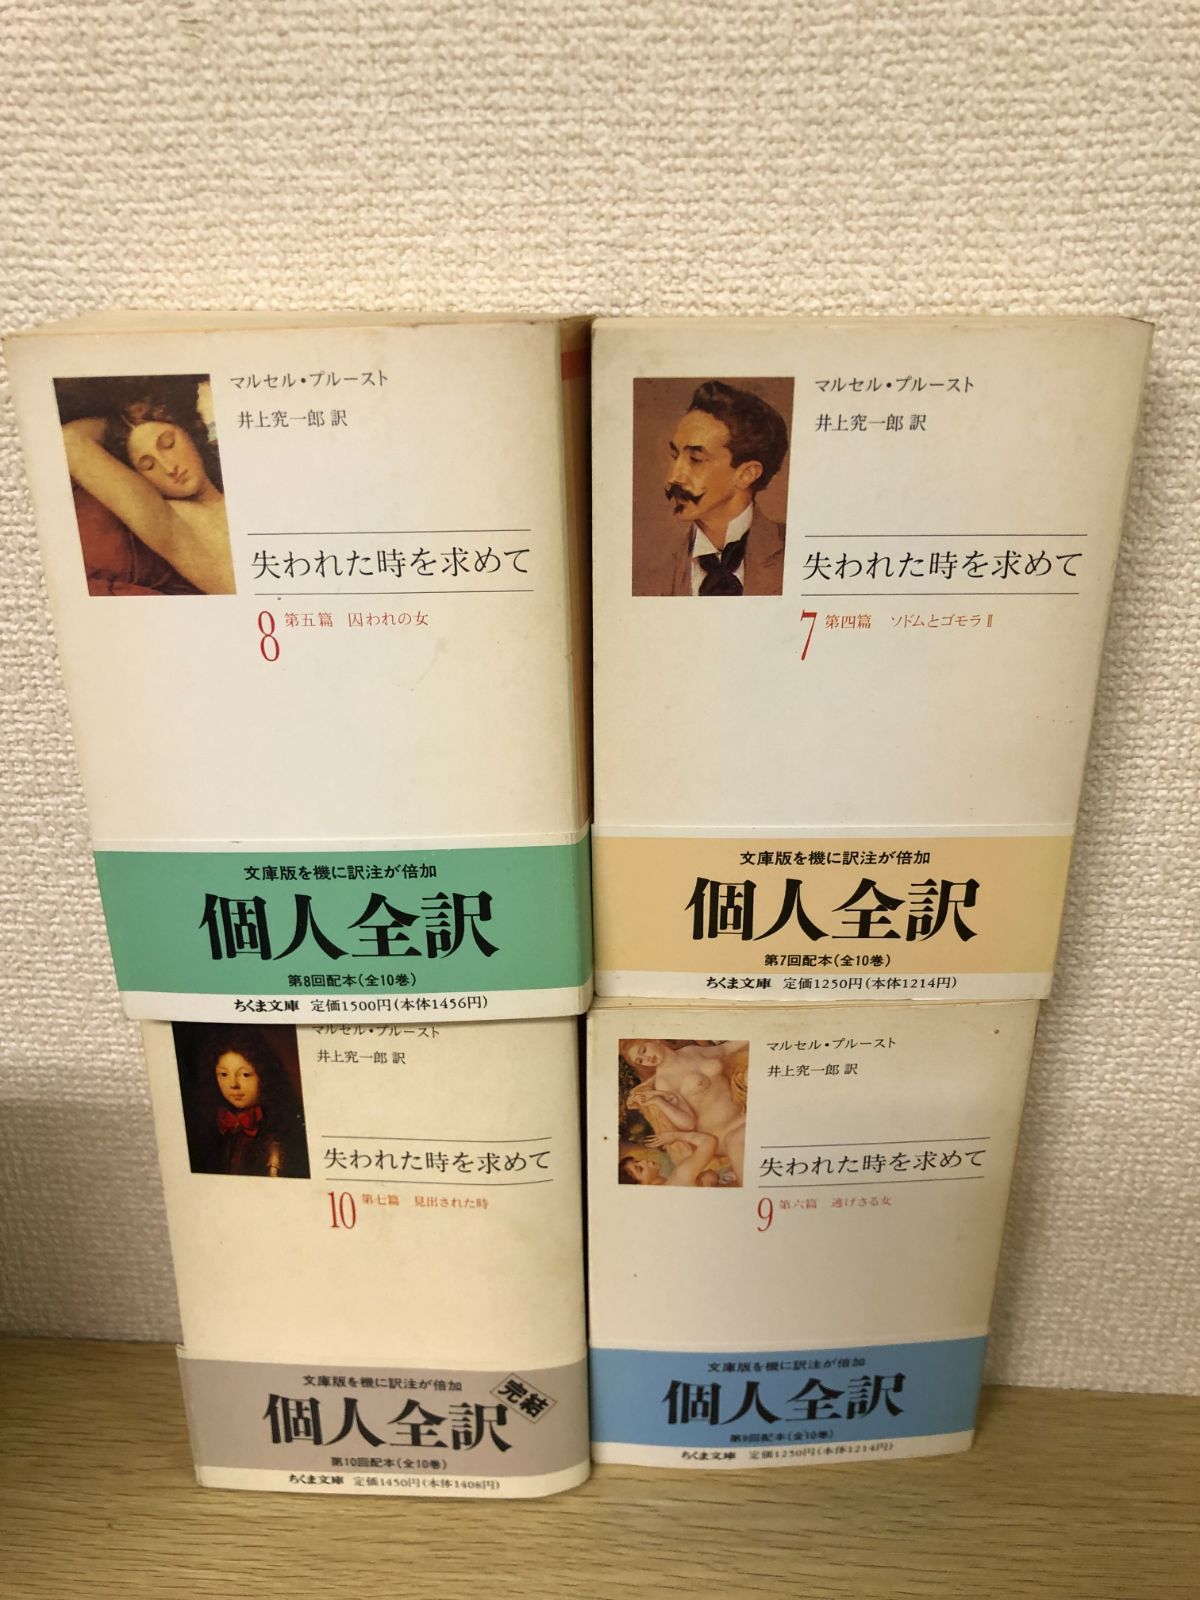 マルセル・プルースト
井上究一郎 訳
失われた時を求めて
8 第五篇 囚われの女
文庫版を機に訳注が倍加
個人全訳
第8回配本(全10巻)
ちくま文庫 定価1500円(本体1456円)
マルセル・プルースト
井上究一郎 訳
失われた時を求めて
7 第四篇 ソドムとゴモラⅡ
文庫版を機に訳注が倍加
個人全訳
第7回配本(全10巻)
ちくま文庫 定価1250円(本体1214円)
マルセル・プルースト
井上究一郎 訳
失われた時を求めて
10 第七篇 見出された時
文庫版を機に訳注が倍加
完結
個人全訳
第10回配本(全10巻)
ちくま文庫 定価1450円(本体1408円)
マルセル・プルースト
井上究一郎 訳
失われた時を求めて
9 第六篇 逃げさる女
文庫版を機に訳注が倍加
個人全訳
第9回配本(全10巻)
ちくま文庫 定価1250円(本体1214円)